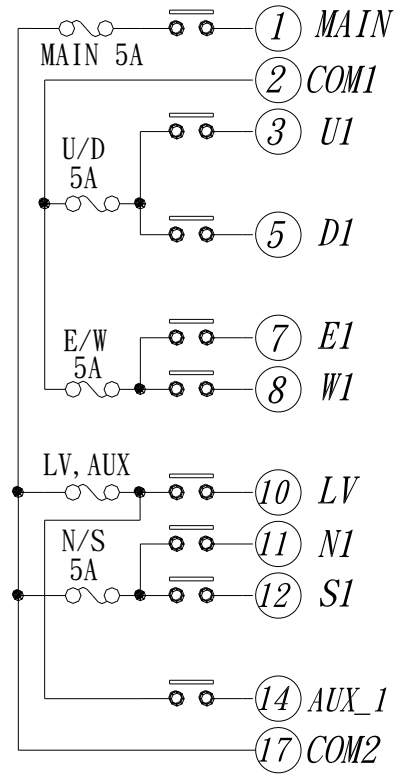 1 MAIN
MAIN 5A
2 COM1
3 U1
U/D
5A
5 D1
7 E1
E/W
5A
8 W1
LV, AUX
10 LV
11 N1
N/S
5A
12 S1
14 AUX_1
17 COM2